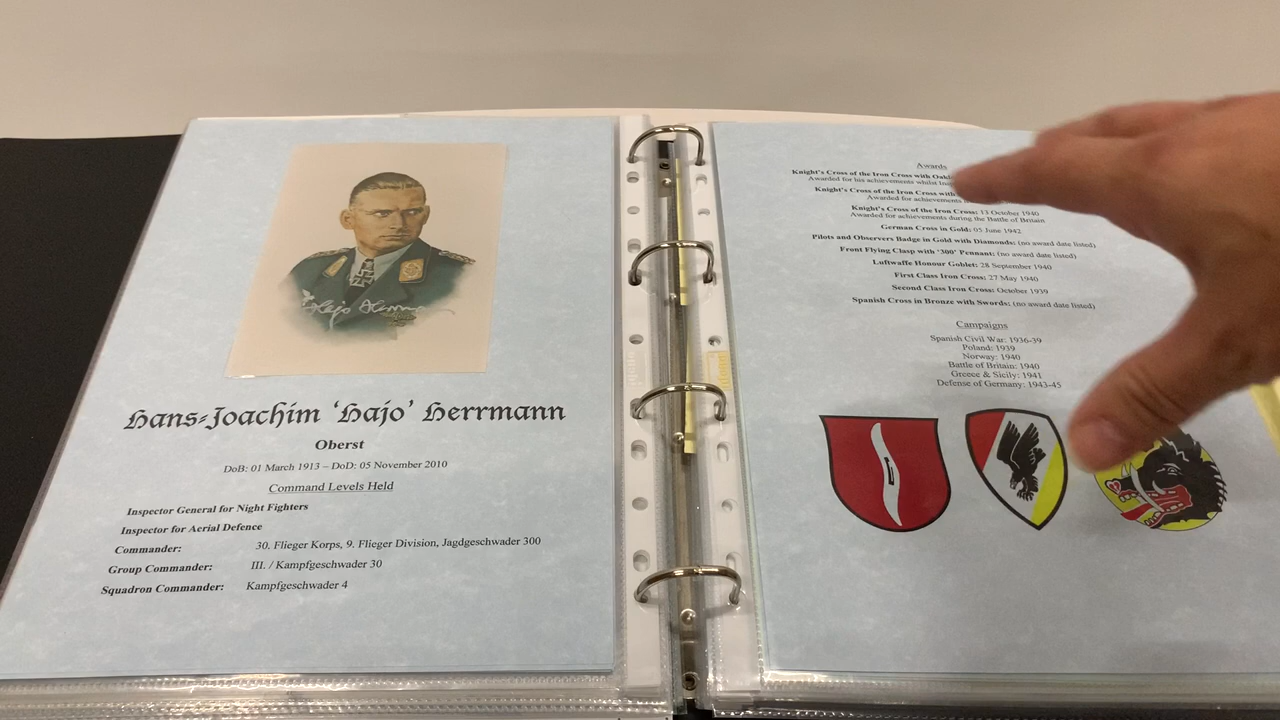 Hajo Herrmann
Hans-Joachim 'Hajo' Herrmann
Oberst
DoB: 01 March 1913 – DoD: 05 November 2010
Command Levels Held
Inspector General for Night Fighters
Inspector for Aerial Defence
Commander: 30. Flieger Korps, 9. Flieger Division, Jagdgeschwader 300
Group Commander: III. / Kampfgeschwader 30
Squadron Commander: Kampfgeschwader 4
Awards
Knight's Cross of the Iron Cross with
Awarded for his achievements whilst
Knight's Cross of the Iron Cross with
Awarded for achievements
Knight's Cross of the Iron Cross: 13 October 1940
Awarded for achievements during the Battle of Britain
German Cross in Gold: 05 June 1942
Pilots and Observers Badge in Gold with Diamonds: (no award date listed)
Front Flying Clasp with '300' Pennant: (no award date listed)
Luftwaffe Honour Goblet: 28 September 1940
First Class Iron Cross: 27 May 1940
Second Class Iron Cross: October 1939
Spanish Cross in Bronze with Swords: (no award date listed)
Campaigns
Spanish Civil War: 1936-39
Poland: 1939
Norway: 1940
Battle of Britain: 1940
Greece & Sicily: 1941
Defense of Germany: 1943-45